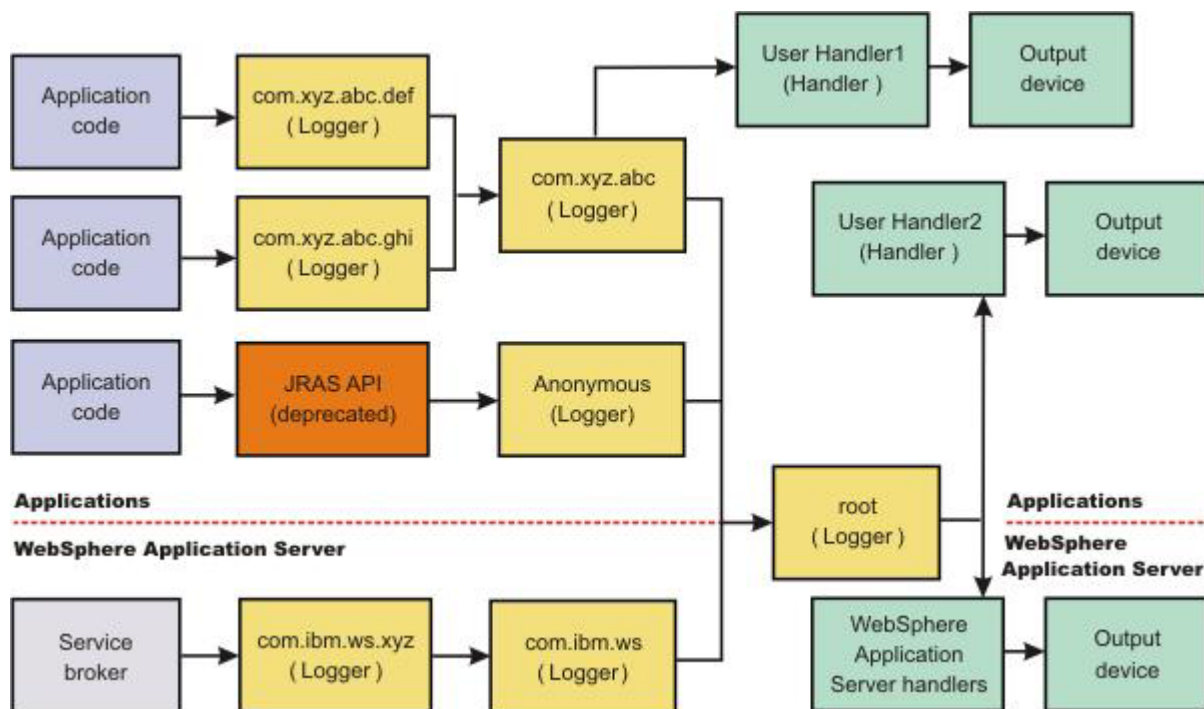 Application
code
com.xyz.abc.def
( Logger )
User Handler1
(Handler )
Output
device
Application
code
com.xyz.abc.ghi
( Logger )
com.xyz.abc
( Logger)
User Handler2
(Handler )
Output
device
Application
code
JRAS API
(deprecated)
Anonymous
(Logger)
Applications
WebSphere Application Server
root
( Logger )
Applications
WebSphere
Application Server
Service
broker
com.ibm.ws.xyz
( Logger )
com.ibm.ws
( Logger )
WebSphere
Application
Server handlers
Output
device